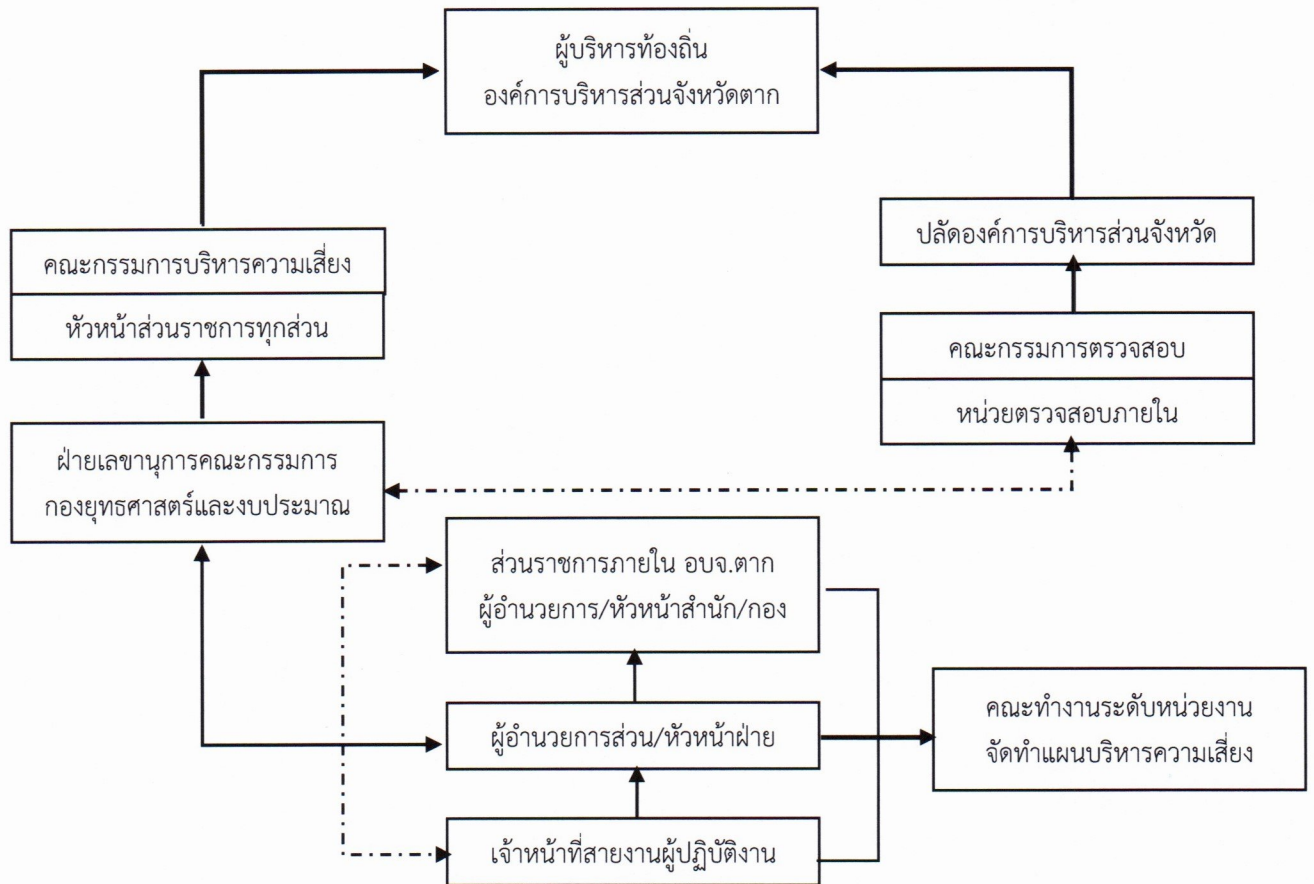 ผู้บริหารท้องถิ่น
องค์การบริหารส่วนจังหวัดตาก
คณะกรรมการบริหารความเสี่ยง
หัวหน้าส่วนราชการทุกส่วน
ปลัดองค์การบริหารส่วนจังหวัด
คณะกรรมการตรวจสอบ
หน่วยตรวจสอบภายใน
ฝ่ายเลขานุการคณะกรรมการ
กองยุทธศาสตร์และงบประมาณ
ส่วนราชการภายใน อบจ.ตาก
ผู้อำนวยการ/หัวหน้าสำนัก/กอง
ผู้อำนวยการส่วน/หัวหน้าฝ่าย
เจ้าหน้าที่สายงานผู้ปฏิบัติงาน
คณะทำงานระดับหน่วยงาน
จัดทำแผนบริหารความเสี่ยง